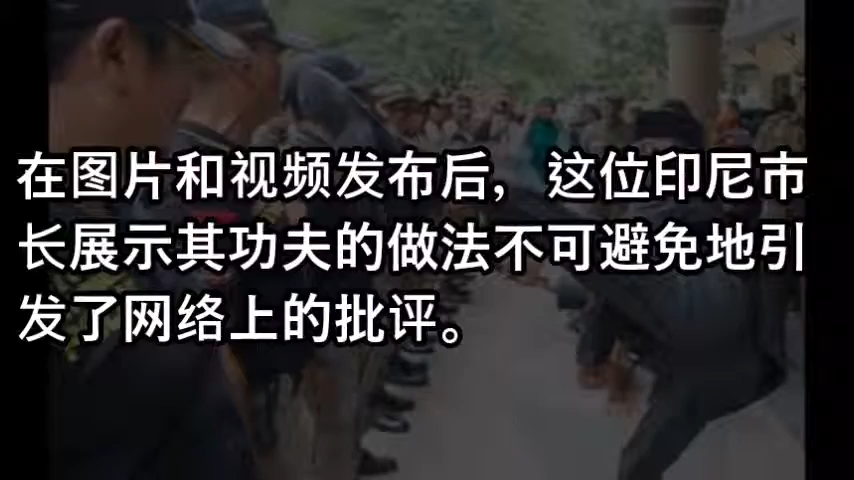 在图片和视频发布后，这位印尼市
长展示其功夫的做法不可避免地引
发了网络上的批评。